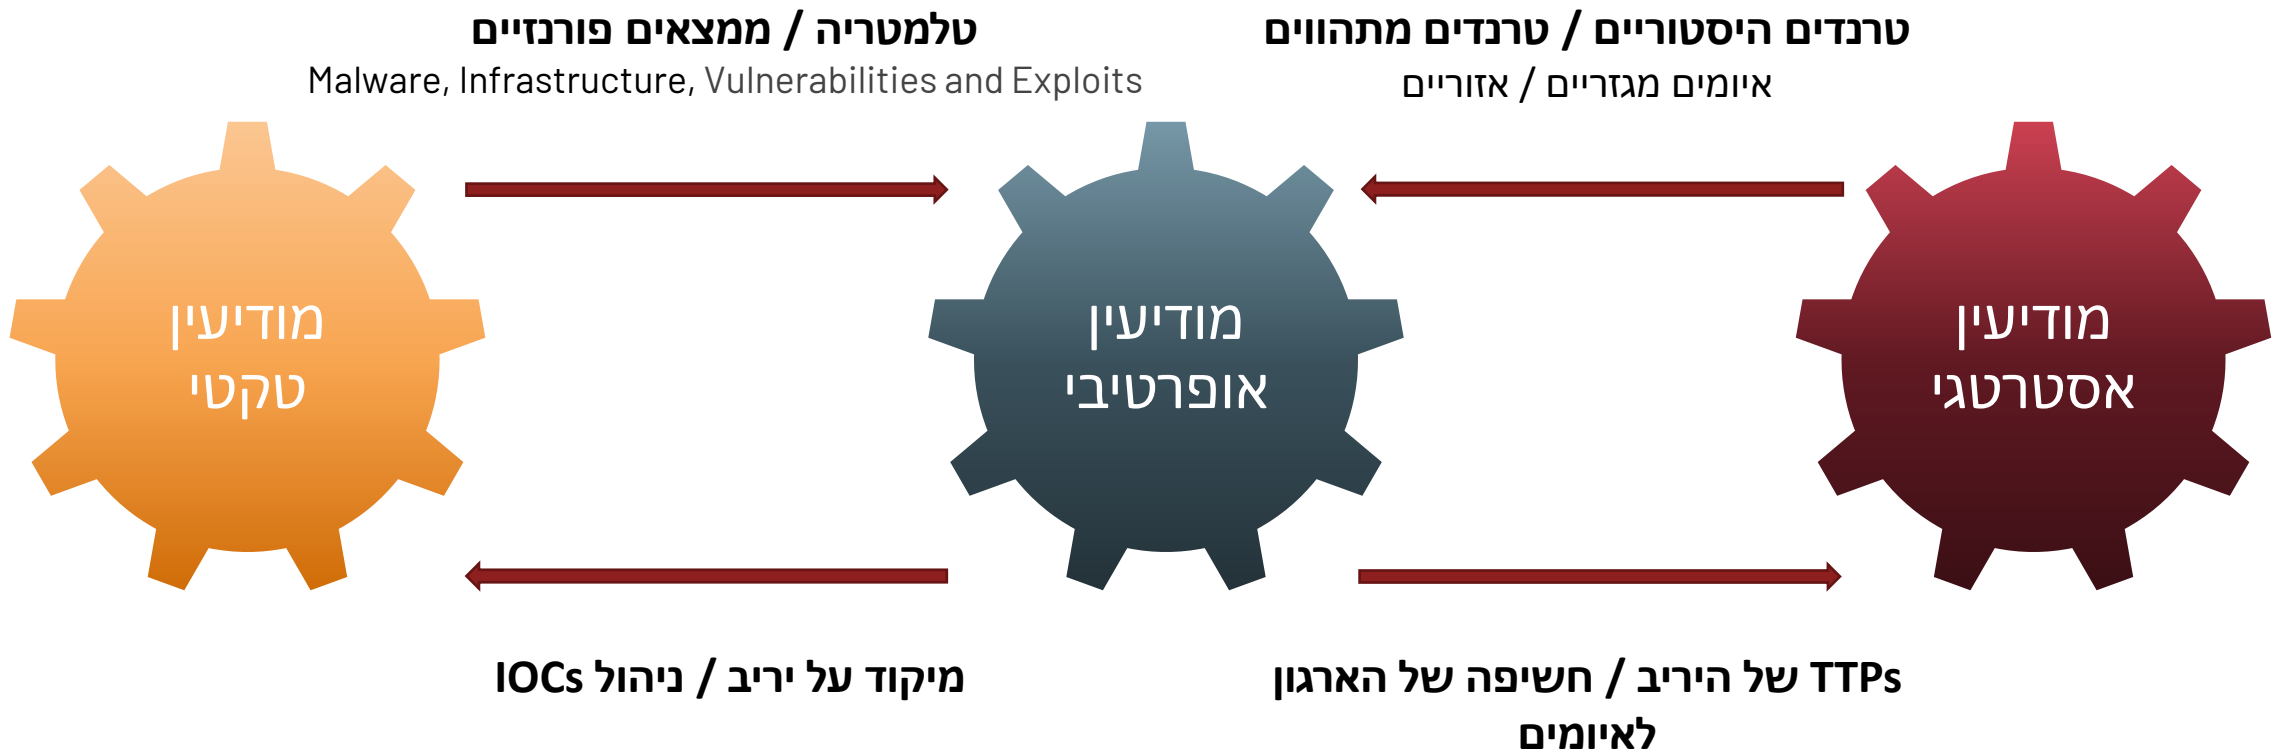 טרנדים היסטוריים / טרנדים מתהווים
איומים מגזריים / אזוריים
טלמטריה / ממצאים פורנזיים
Malware, Infrastructure, Vulnerabilities and Exploits
מודיעין
אסטרטגי
מודיעין
אופרטיבי
מודיעין
טקטי
TTPs של היריב / חשיפה של הארגון
לאיומים
מיקוד על יריב / ניהול IOCs